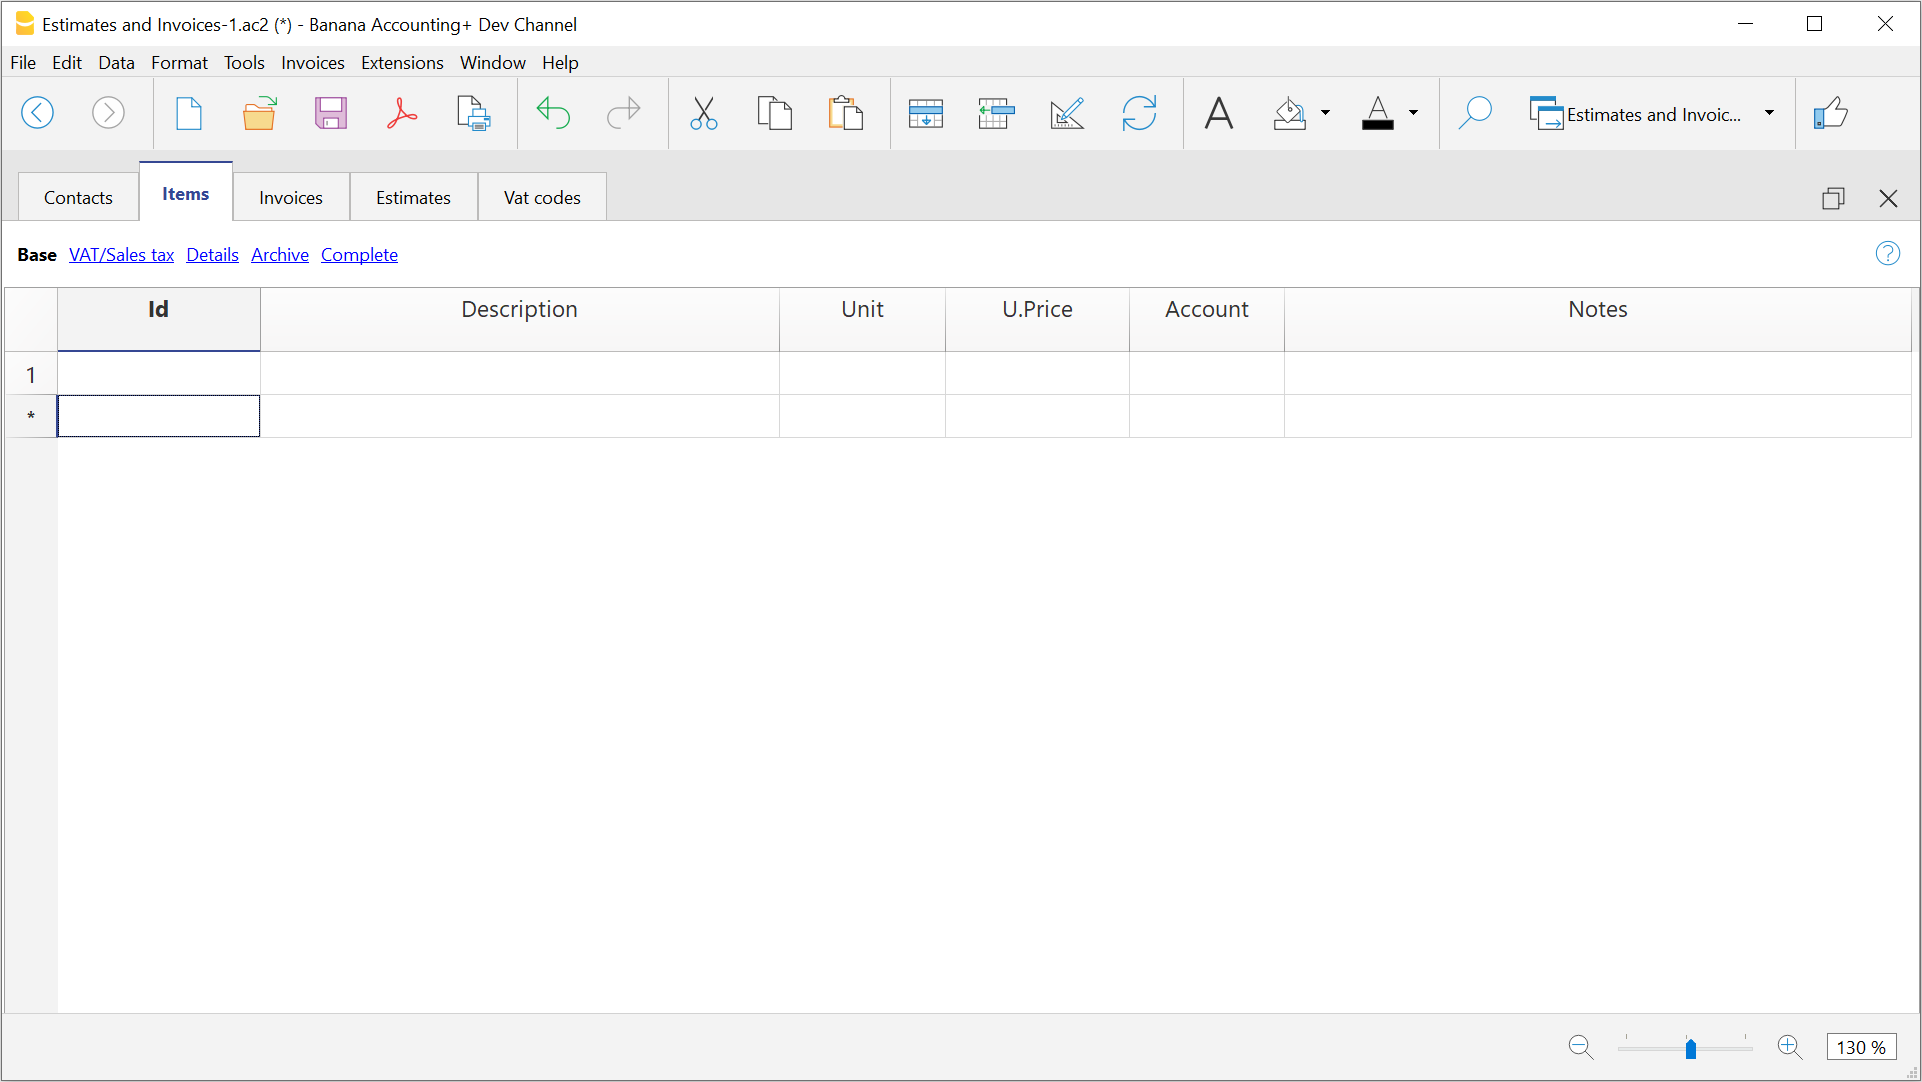 Estimates and Invoices-1.ac2 (*) - Banana Accounting+ Dev Channel
File Edit Data Format Tools Invoices Extensions Window Help
Estimates and Invoic...
Contacts Items Invoices Estimates Vat codes
Base VAT/Sales tax Details Archive Complete
Id Description Unit U.Price Account Notes
1
*
130 %